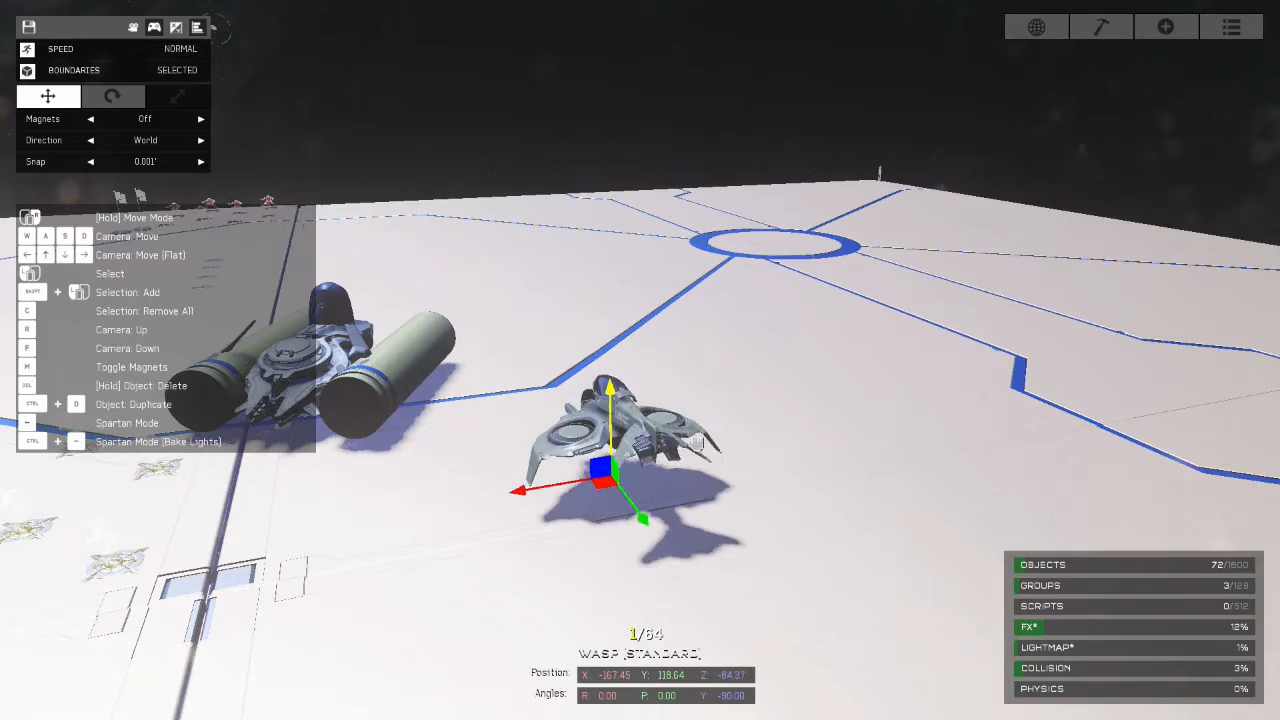 SPEED NORMAL
BOUNDARIES SELECTED
Magnets Off
Direction World
Snap 0.001'
[Hold] Move Mode
W A S D Camera: Move
← ↑ ↓ → Camera: Move (Flat)
Select
SHIFT + Selection: Add
C Selection: Remove All
R Camera: Up
F Camera: Down
M Toggle Magnets
DEL [Hold] Object: Delete
CTRL + D Object: Duplicate
~ Spartan Mode
CTRL + ~ Spartan Mode (Bake Lights)
OBJECTS 72/1600
GROUPS 3/128
SCRIPTS 0/512
FX* 12%
LIGHTMAP* 1%
COLLISION 3%
PHYSICS 0%
1/64
WASP [STANDARD]
Position: X: -167.45 Y: 118.64 Z: -84.27
Angles: R: 0.00 P: 0.00 Y: -90.00